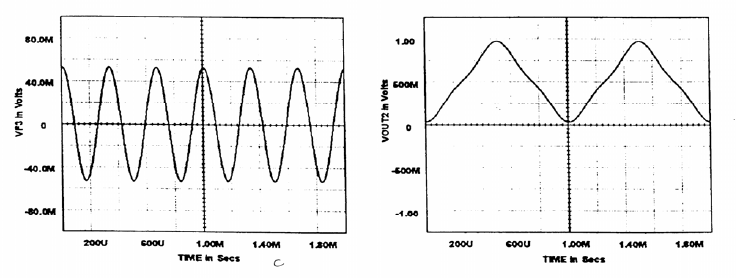 80.0M
40.0M
0
-40.0M
-80.0M
VP3 in Volts
200U 600U 1.00M 1.40M 1.80M
TIME in Secs
C
1.00
500M
0
-500M
-1.00
VOUT2 in Volts
200U 600U 1.00M 1.40M 1.80M
TIME in Secs